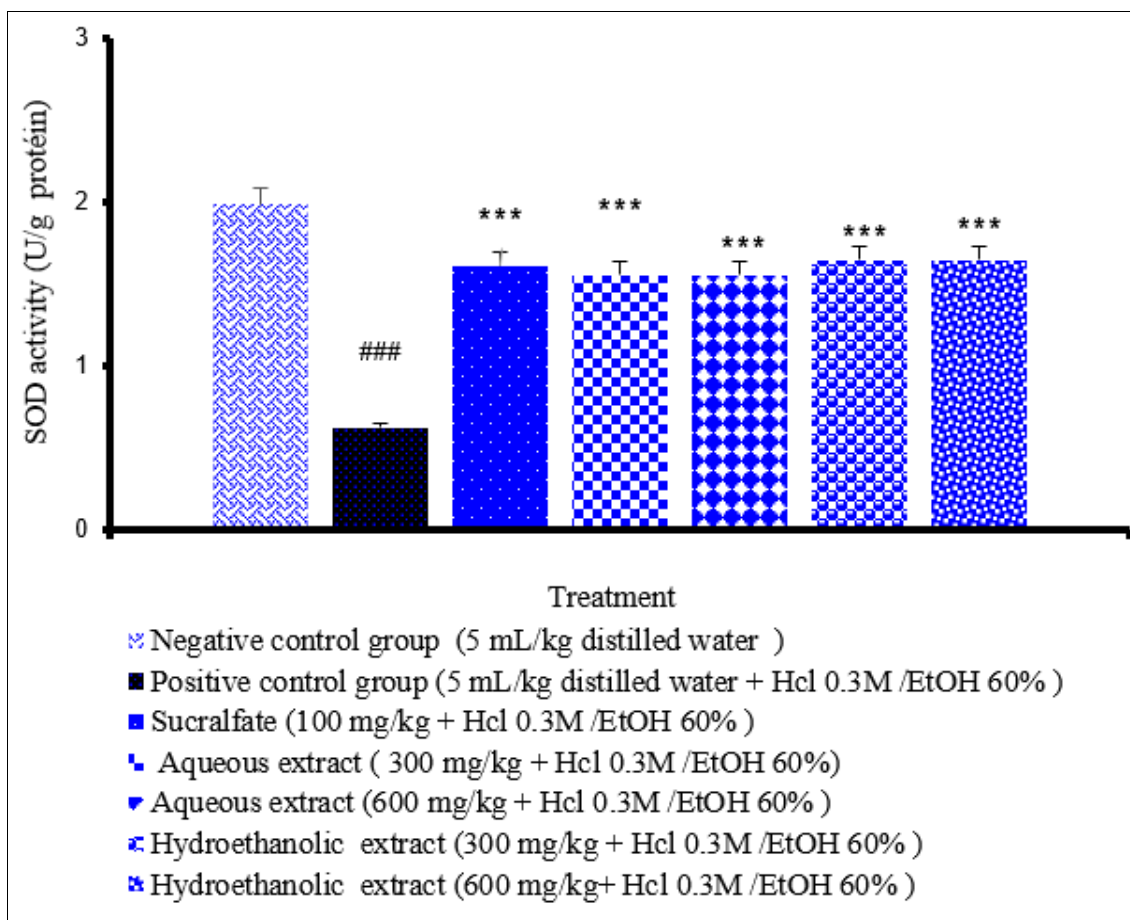 3
2
1
0
SOD activity (U/g protéin)
***
***
***
***
***
###
Treatment
Negative control group (5 mL/kg distilled water )
Positive control group (5 mL/kg distilled water + Hcl 0.3M /EtOH 60% )
Sucralfate (100 mg/kg + Hcl 0.3M /EtOH 60% )
Aqueous extract ( 300 mg/kg + Hcl 0.3M /EtOH 60%)
Aqueous extract (600 mg/kg + Hcl 0.3M /EtOH 60% )
Hydroethanolic extract (300 mg/kg + Hcl 0.3M /EtOH 60% )
Hydroethanolic extract (600 mg/kg+ Hcl 0.3M /EtOH 60% )